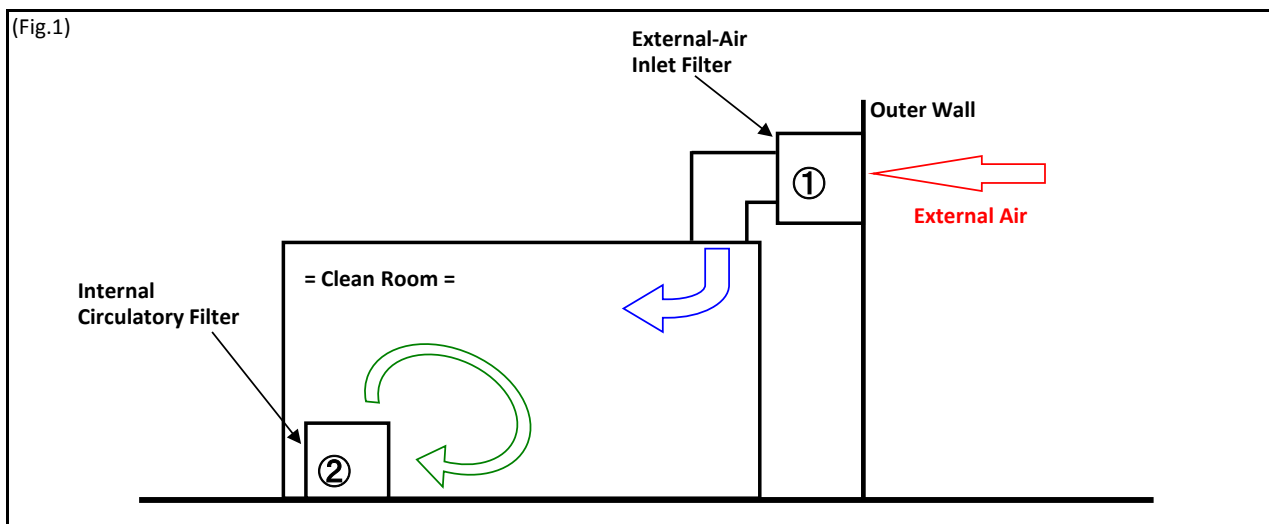 (Fig.1)
External-Air
Inlet Filter
Outer Wall
①
External Air
= Clean Room =
Internal
Circulatory Filter
②